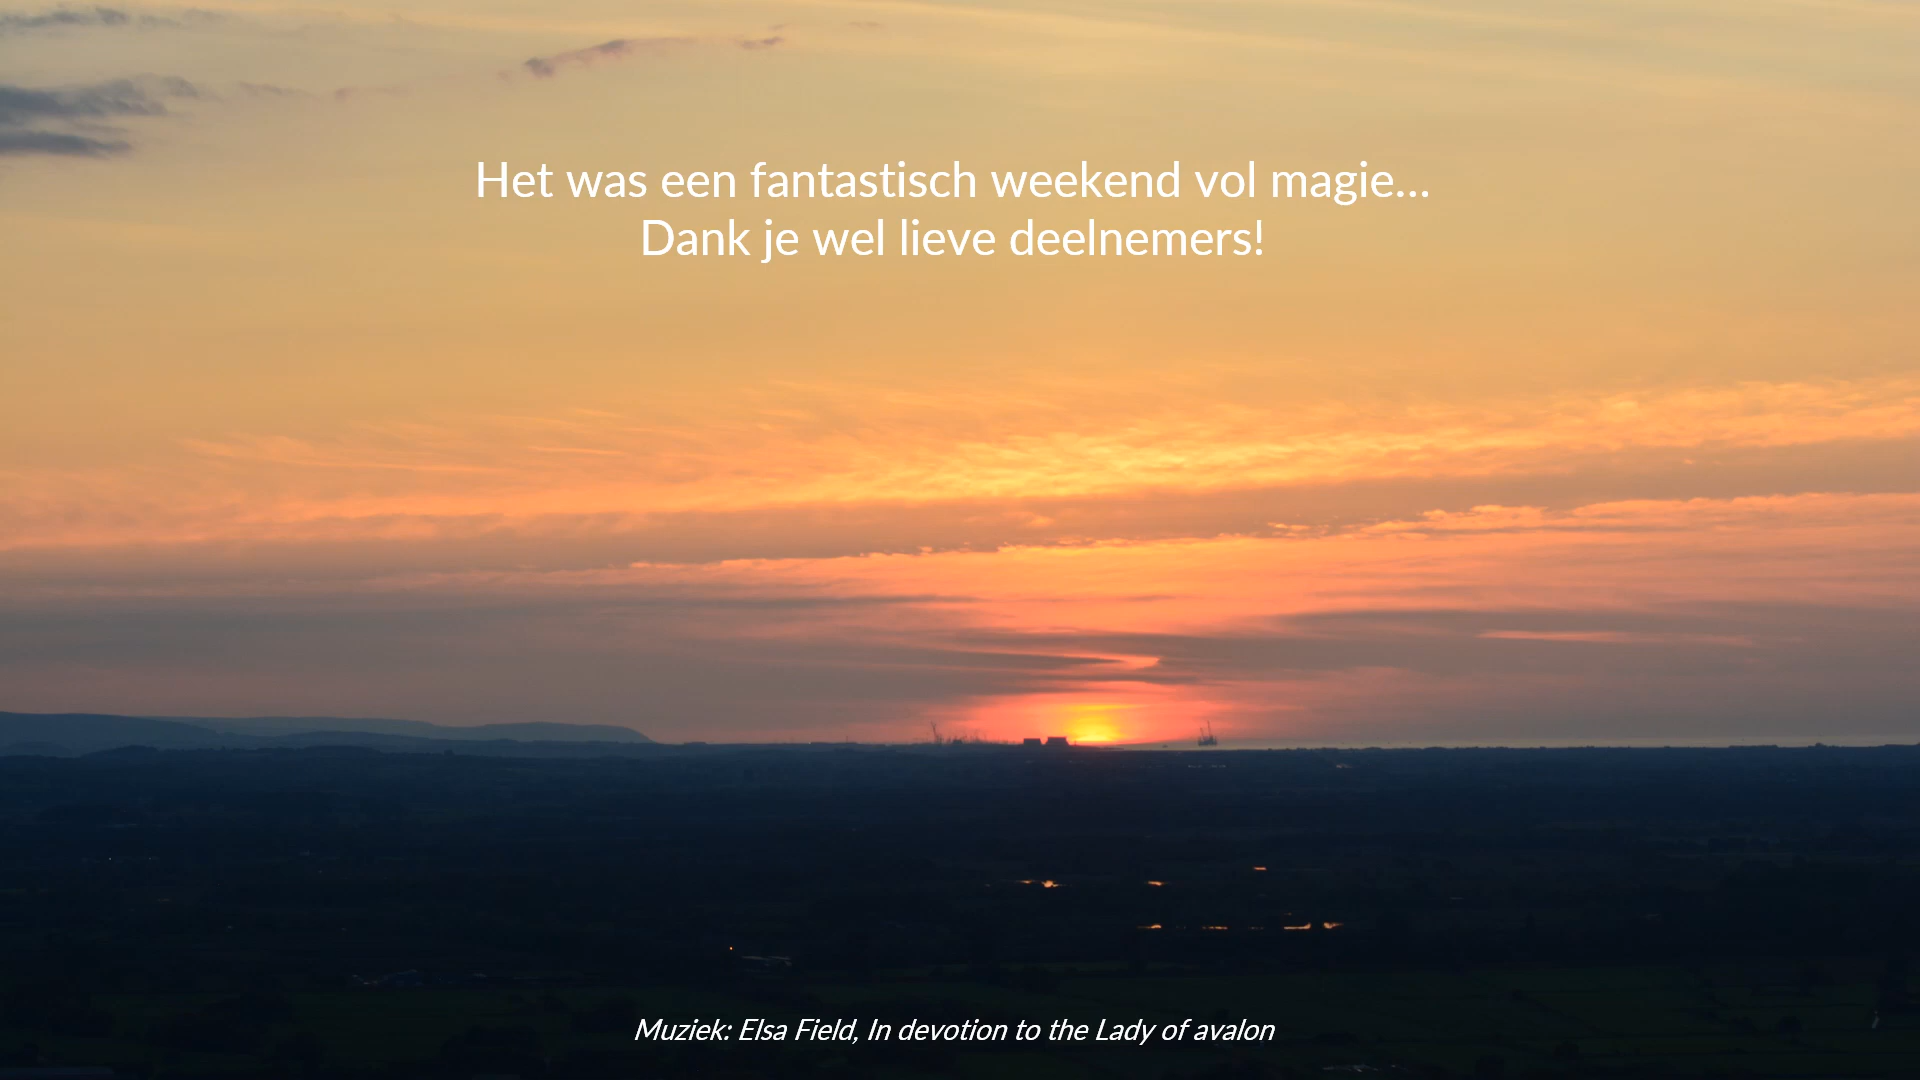 Het was een fantastisch weekend vol magie...
Dank je wel lieve deelnemers!
Muziek: Elsa Field, In devotion to the Lady of avalon